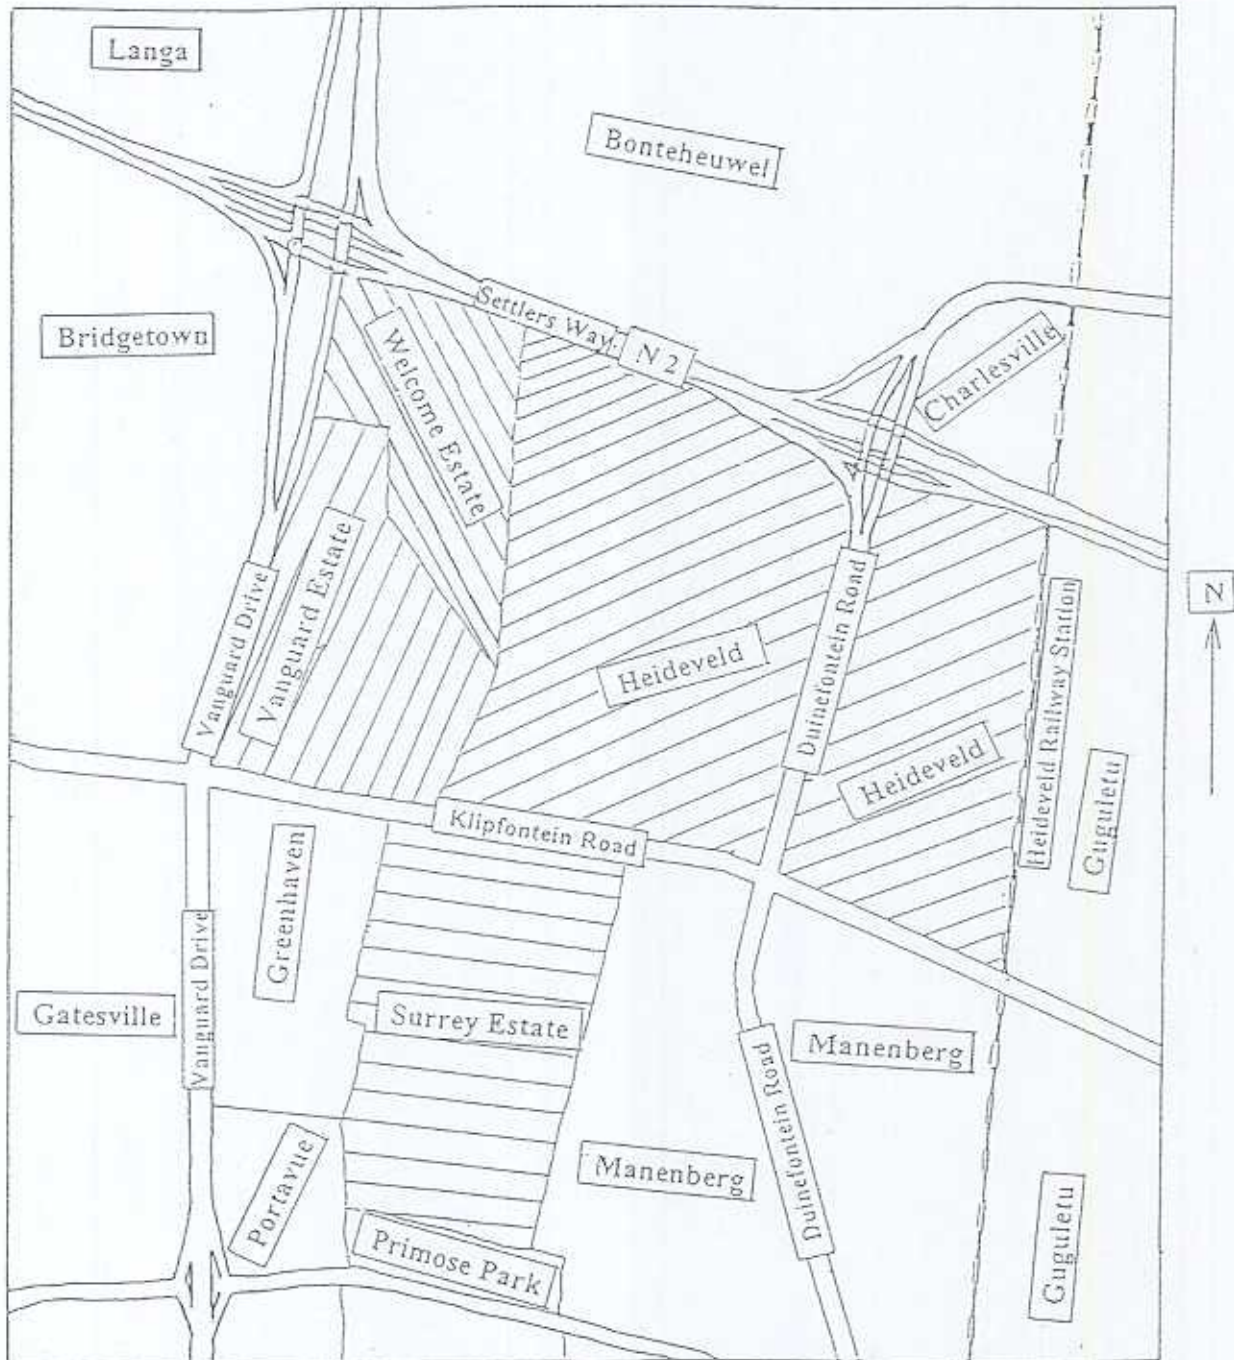 Langa
Bonteheuwel
Bridgetown
Settlers Way
N 2
Charlesville
Welcome Estate
Vanguard Estate
Vanguard Drive
Duinefontein Road
Heideveld
Heideveld
Heideveld Railway Station
Guguletu
N
Klipfontein Road
Greenhaven
Vanguard Drive
Gatesville
Surrey Estate
Manenberg
Duinefontein Road
Manenberg
Portavue
Primose Park
Guguletu